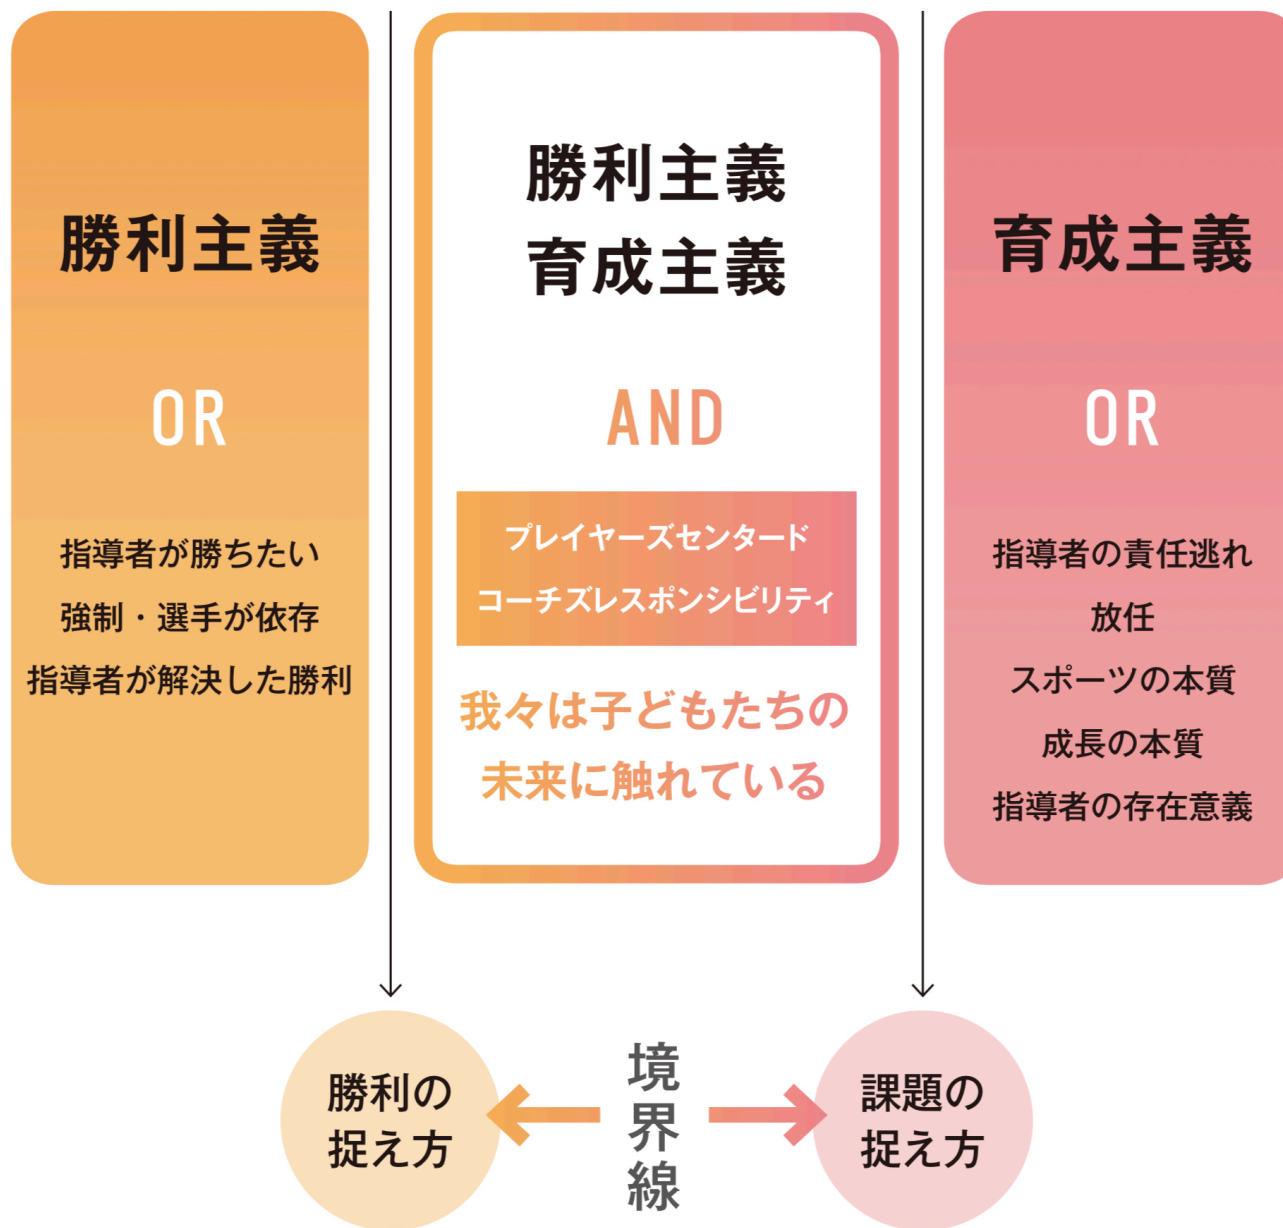 勝利主義
OR
指導者が勝ちたい
強制・選手が依存
指導者が解決した勝利
勝利主義
育成主義
AND
プレイヤーズセンタード
コーチズレスポンシビリティ
我々は子どもたちの
未来に触れている
育成主義
OR
指導者の責任逃れ
放任
スポーツの本質
成長の本質
指導者の存在意義
勝利の
捉え方
境界線
課題の
捉え方